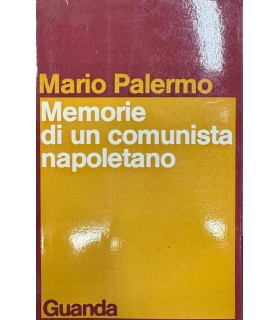 Mario Palermo
Memorie
di un comunista
napoletano
Guanda